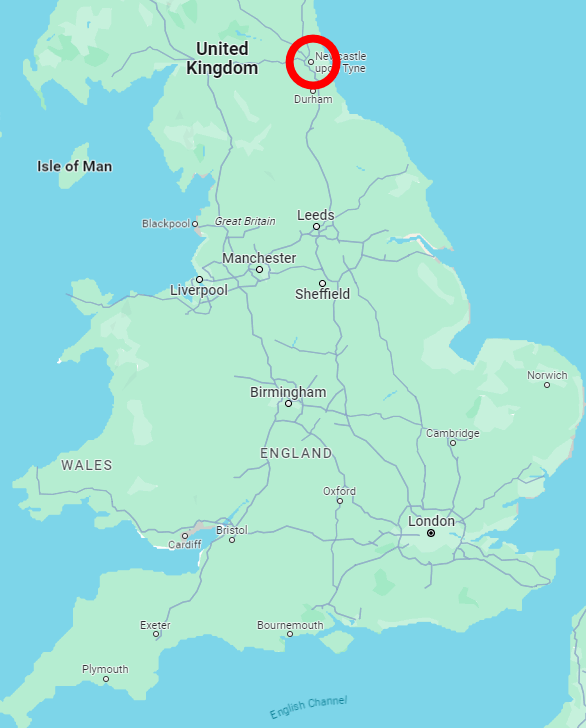 United
Kingdom
Newcastle
upon Tyne
Durham
Isle of Man
Blackpool
Great Britain
Leeds
Manchester
Liverpool
Sheffield
Norwich
Birmingham
Cambridge
ENGLAND
WALES
Oxford
London
Bristol
Cardiff
Exeter
Bournemouth
Plymouth
English Channel